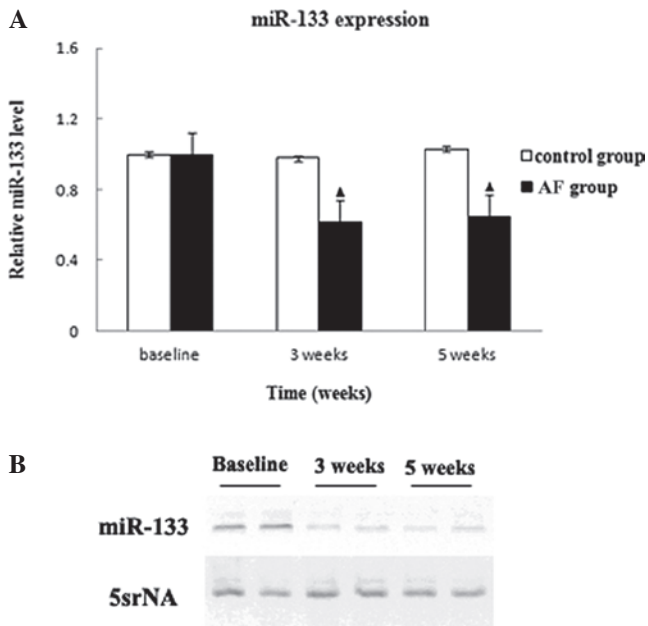 A
miR-133 expression
Relative miR-133 level
1.6
1.2
0.8
0.4
0
control group
AF group
baseline 3 weeks 5 weeks
Time (weeks)
B
Baseline 3 weeks 5 weeks
miR-133
5srNA